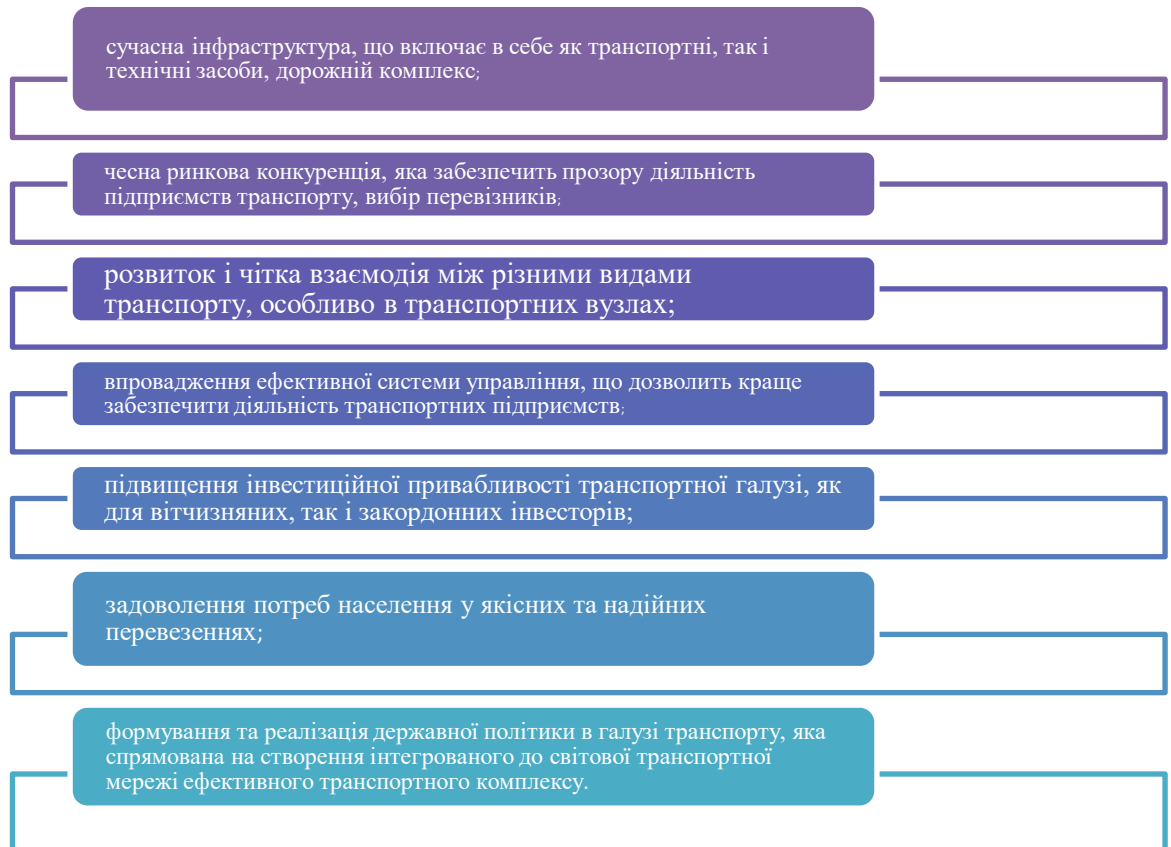 сучасна інфраструктура, що включає в себе як транспортні, так і
технічні засоби, дорожній комплекс;
чесна ринкова конкуренція, яка забезпечить прозору діяльність
підприємств транспорту, вибір перевізників;
розвиток і чітка взаємодія між різними видами
транспорту, особливо в транспортних вузлах;
впровадження ефективної системи управління, що дозволить краще
забезпечити діяльність транспортних підприємств;
підвищення інвестиційної привабливості транспортної галузі, як
для вітчизняних, так і закордонних інвесторів;
задоволення потреб населення у якісних та надійних
перевезеннях;
формування та реалізація державної політики в галузі транспорту, яка
спрямована на створення інтегрованого до світової транспортної
мережі ефективного транспортного комплексу.